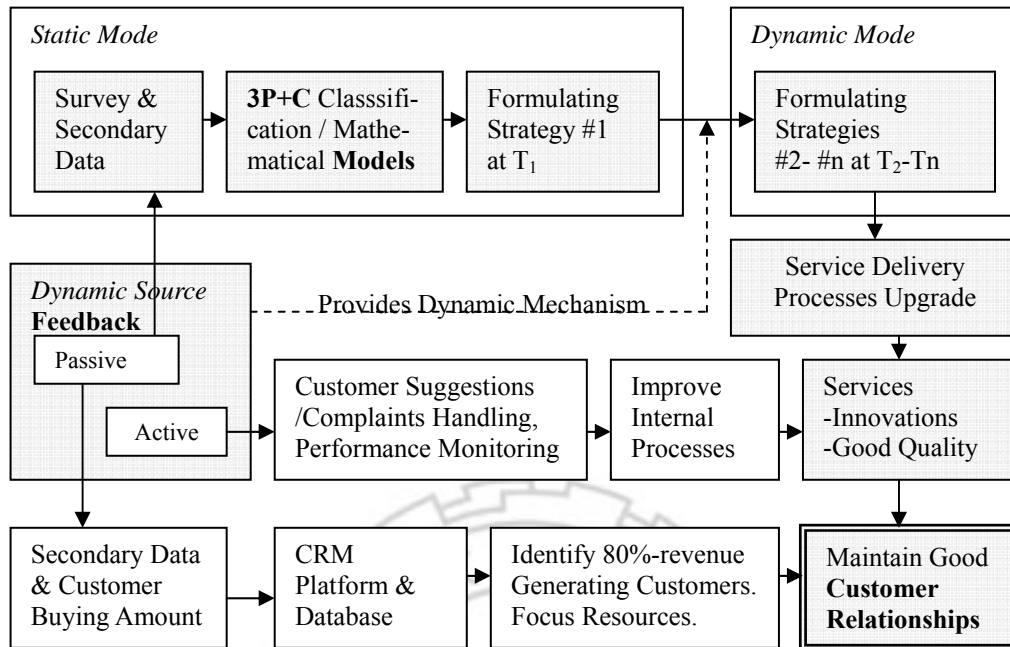 Static Mode
Survey &
Secondary
Data
3P+C Classsifi-
cation / Mathe-
matical Models
Formulating
Strategy #1
at T1
Dynamic Mode
Formulating
Strategies
#2- #n at T2-Tn
Service Delivery
Processes Upgrade
Dynamic Source
Feedback
Passive
Active
Provides Dynamic Mechanism
Customer Suggestions
/Complaints Handling,
Performance Monitoring
Improve
Internal
Processes
Services
-Innovations
-Good Quality
Secondary Data
& Customer
Buying Amount
CRM
Platform &
Database
Identify 80%-revenue
Generating Customers.
Focus Resources.
Maintain Good
Customer
Relationships